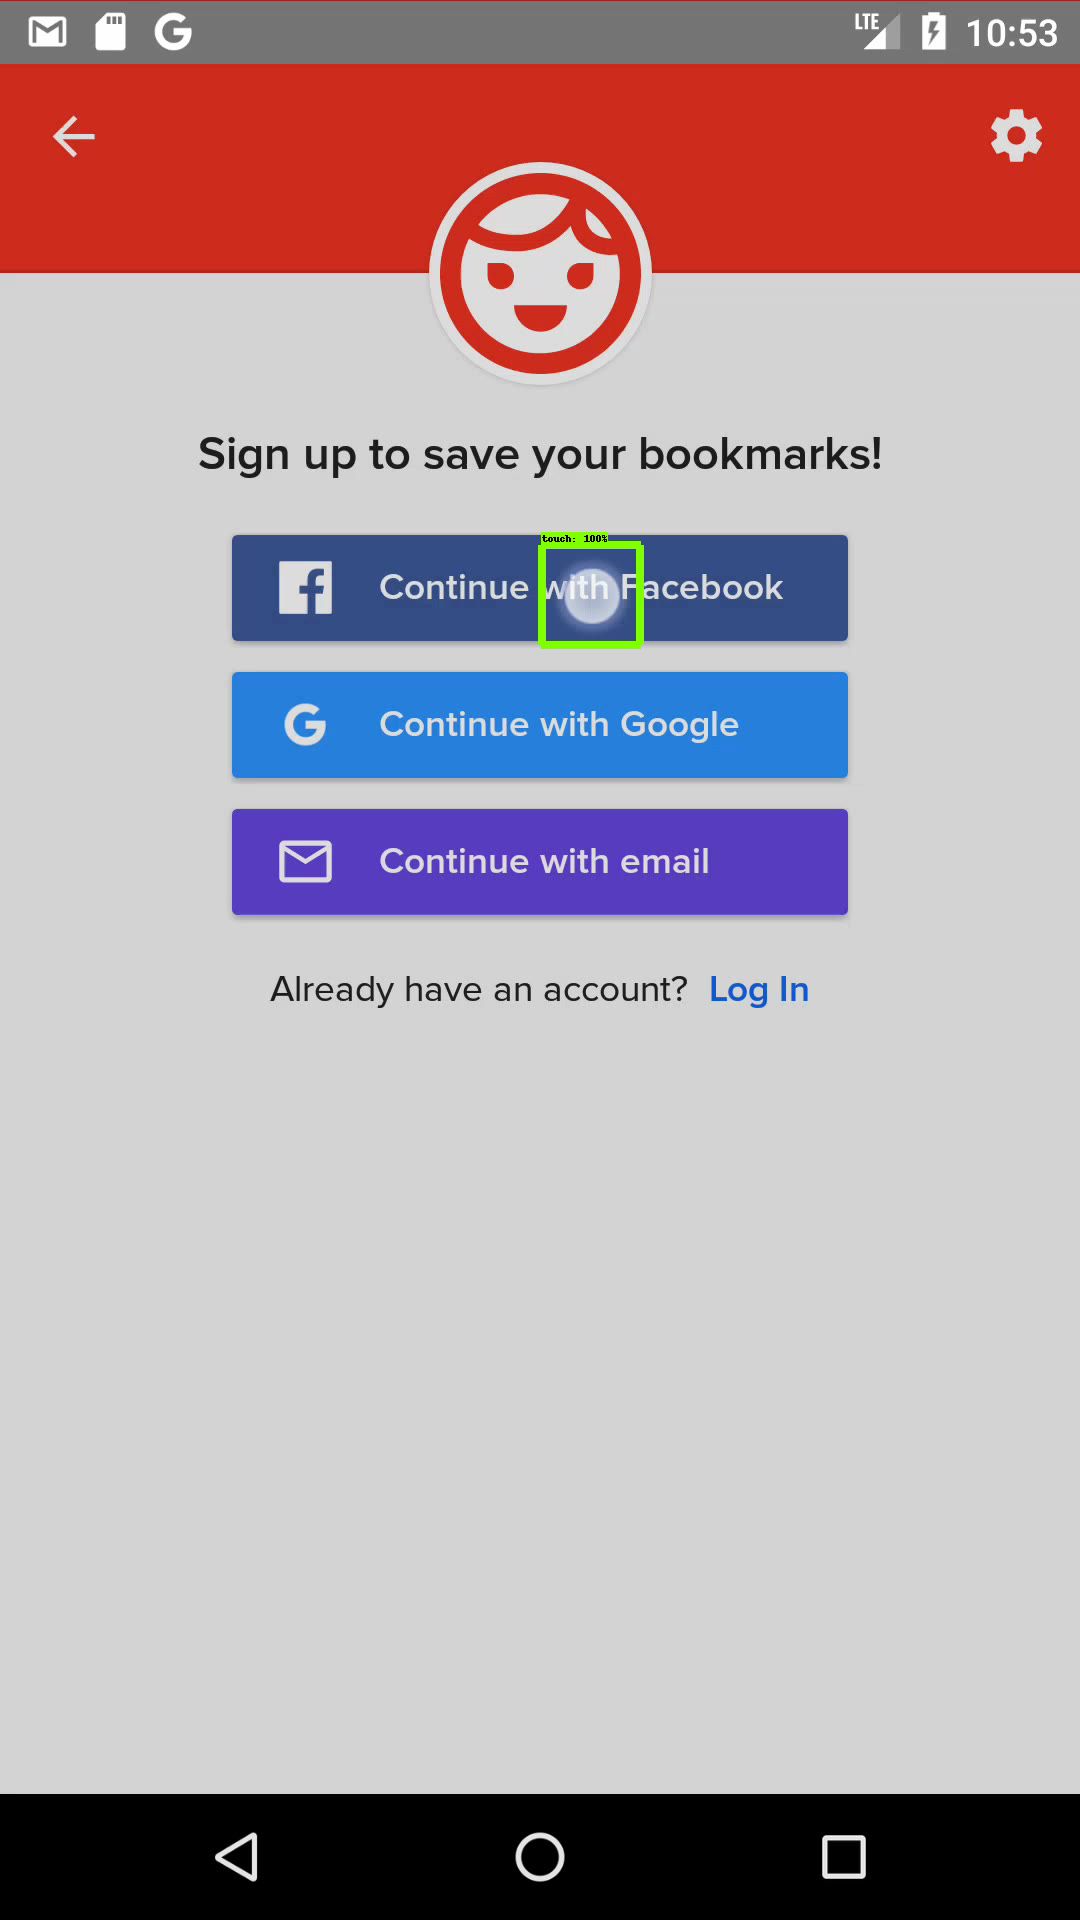 LTE 10:53
Sign up to save your bookmarks!
touch: 100%
Continue with Facebook
Continue with Google
Continue with email
Already have an account? Log In